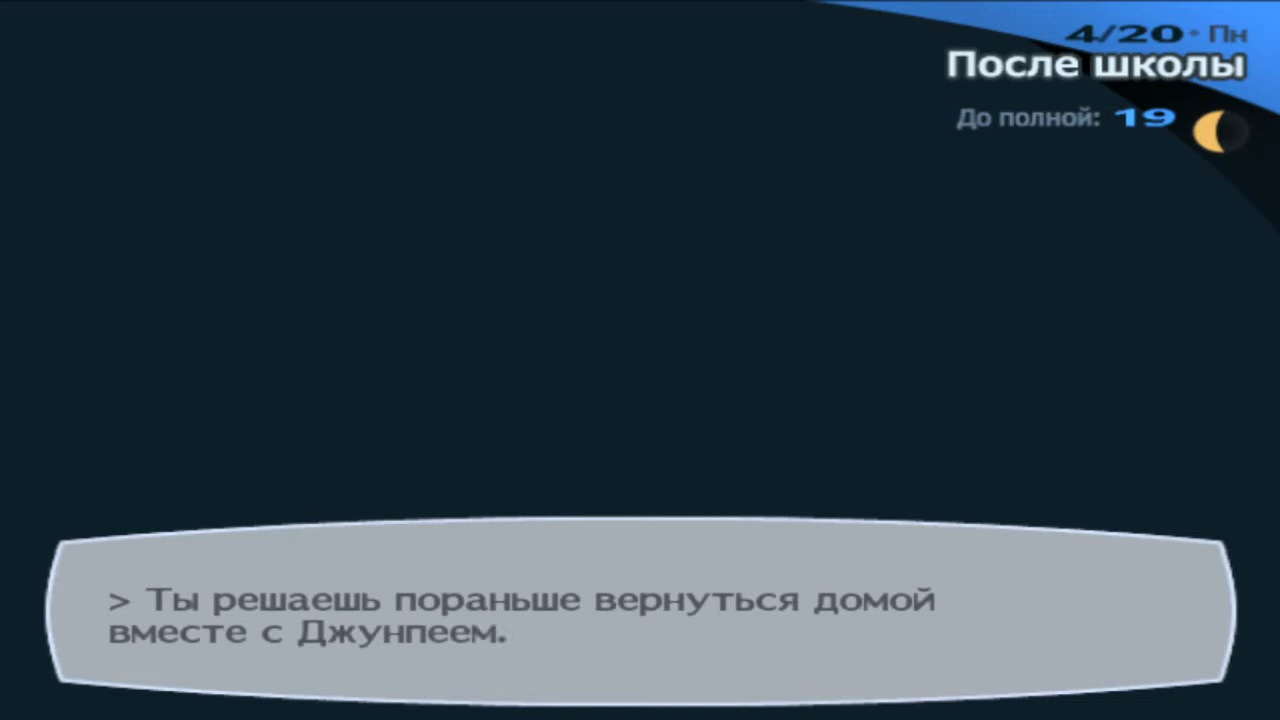 4/20 • Пн
После школы
До полной: 19
> Ты решаешь пораньше вернуться домой
вместе с Джунпеем.